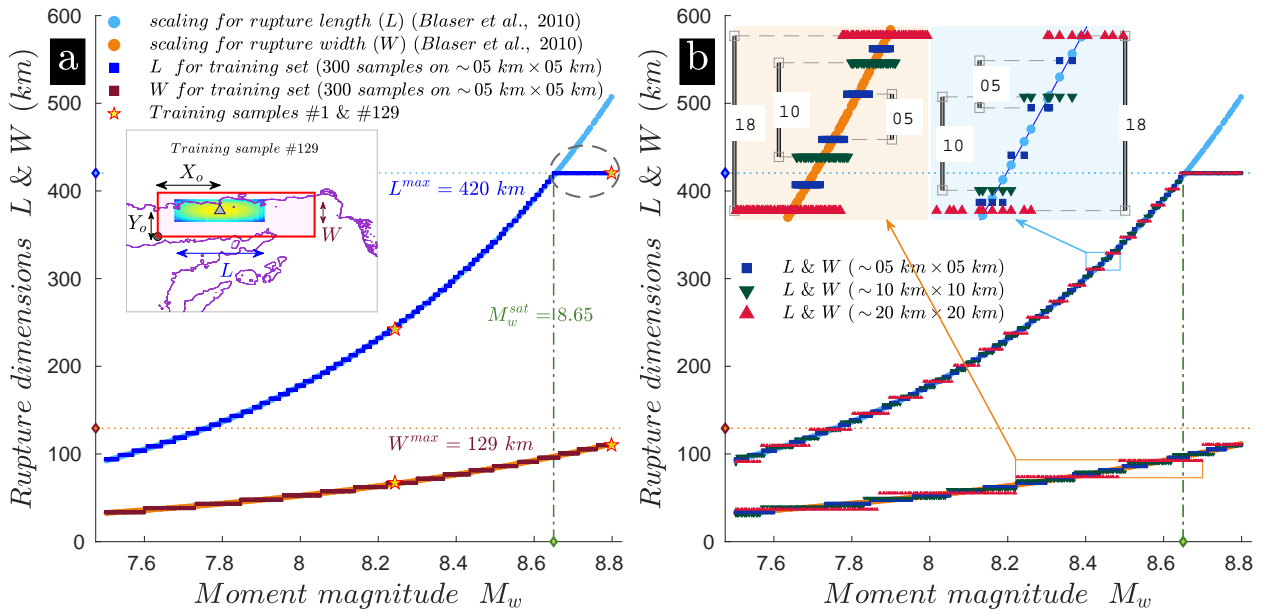 a
scaling for rupture length (L) (Blaser et al., 2010)
scaling for rupture width (W) (Blaser et al., 2010)
L for training set (300 samples on ∼05 km×05 km)
W for training set (300 samples on ∼05 km×05 km)
Training samples #1 & #129
Training sample #129
X_o
Y_o
W
L
L^max = 420 km
M_w^sat=8.65
W^max = 129 km
Rupture dimensions L & W (km)
600
500
400
300
200
100
0
7.6
7.8
8
8.2
8.4
8.6
8.8
Moment magnitude M_w
b
18
10
05
05
10
18
L & W (∼05 km×05 km)
L & W (∼10 km×10 km)
L & W (∼20 km×20 km)
Rupture dimensions L & W (km)
600
500
400
300
200
100
0
7.6
7.8
8
8.2
8.4
8.6
8.8
Moment magnitude M_w